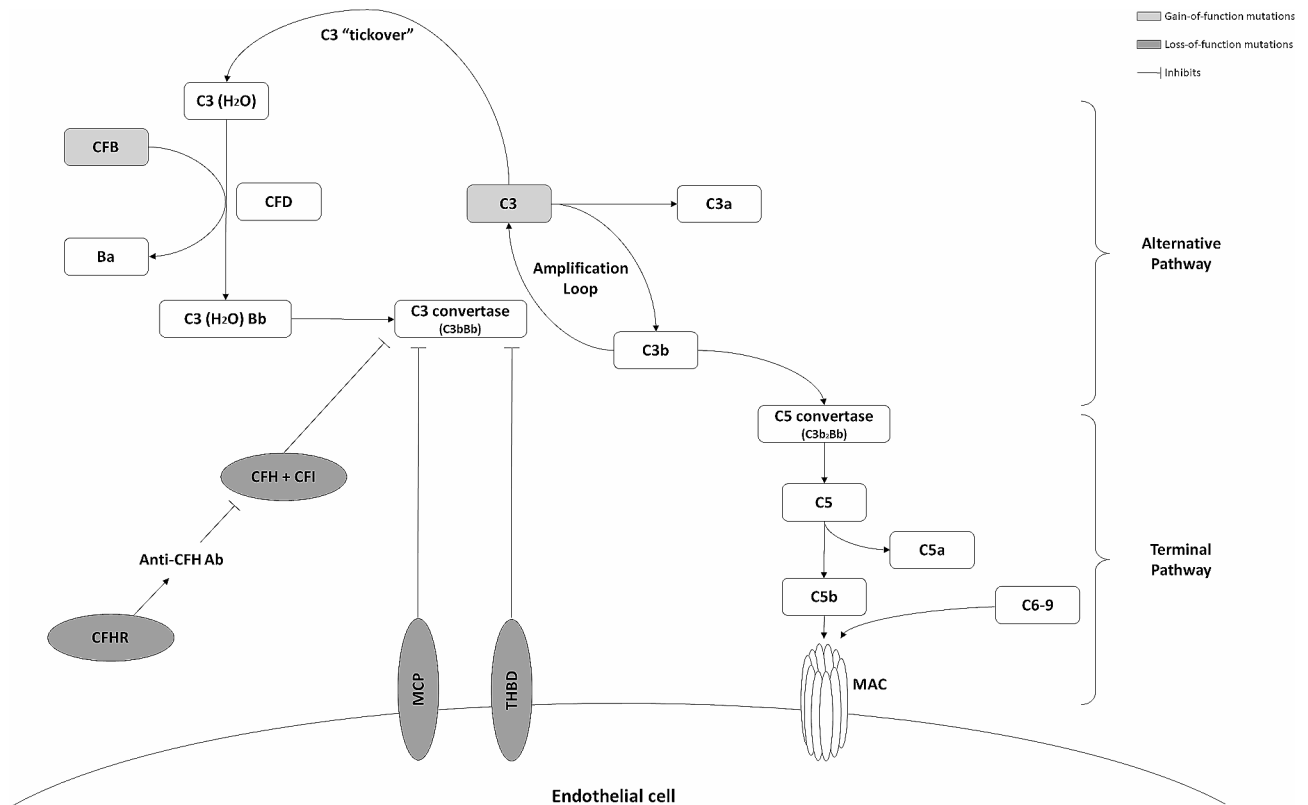 C3 “tickover”
Gain-of-function mutations
Loss-of-function mutations
Inhibits
C3 (H₂O)
CFB
CFD
C3
C3a
Ba
Amplification
Loop
Alternative
Pathway
C3 (H₂O) Bb
C3 convertase
(C3bBb)
C3b
C5 convertase
(C3b₂Bb)
CFH + CFI
C5
Anti-CFH Ab
C5a
Terminal
Pathway
C5b
C6-9
CFHR
MCP
THBD
MAC
Endothelial cell